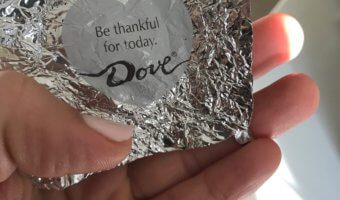 Be thankful
for today.
Dove®